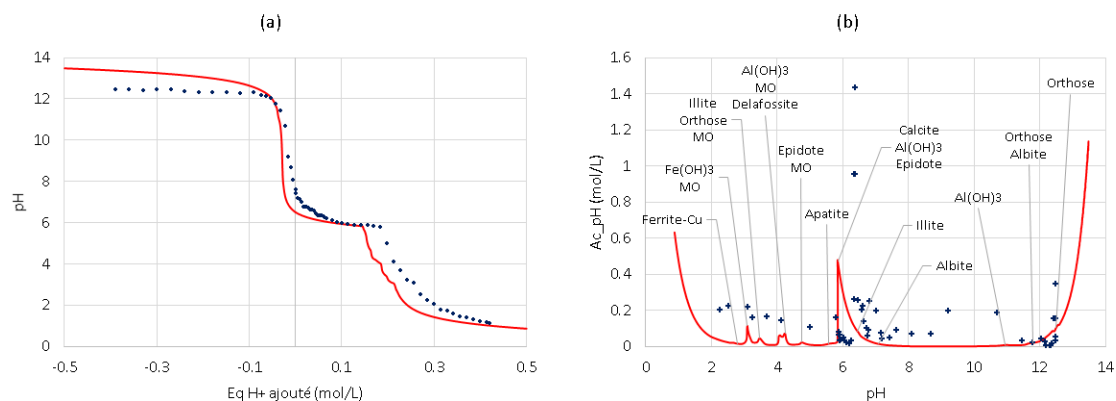 (a)
14
12
10
8
6
4
2
0
pH
-0.5
-0.3
-0.1
0.1
0.3
0.5
Eq H+ ajouté (mol/L)
(b)
1.6
1.4
1.2
1
0.8
0.6
0.4
0.2
0
Ac_pH (mol/L)
Al(OH)3
MO
Delafossite
Illite
Orthose
MO
Fe(OH)3
MO
Ferrite-Cu
Epidote
MO
Apatite
Calcite
Al(OH)3
Epidote
Illite
Albite
Al(OH)3
Orthose
Albite
Orthose
0
2
4
6
8
10
12
14
pH